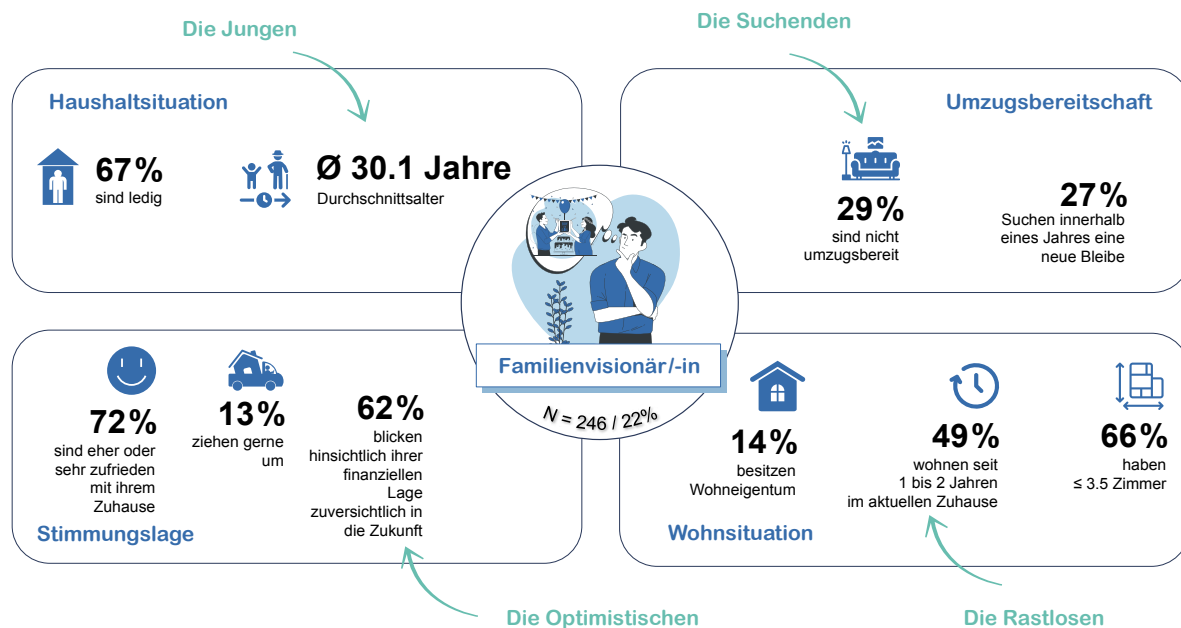 Die Jungen
Die Suchenden
Haushaltsituation
67%
sind ledig
Ø 30.1 Jahre
Durchschnittsalter
Umzugsbereitschaft
29%
sind nicht
umzugsbereit
27%
Suchen innerhalb
eines Jahres eine
neue Bleibe
Familienvisionär/-in
N = 246 / 22%
72%
sind eher oder
sehr zufrieden
mit ihrem
Zuhause
13%
ziehen gerne
um
62%
blicken
hinsichtlich ihrer
finanziellen
Lage
zuversichtlich in
die Zukunft
Stimmungslage
14%
besitzen
Wohneigentum
49%
wohnen seit
1 bis 2 Jahren
im aktuellen Zuhause
66%
haben
≤ 3.5 Zimmer
Wohnsituation
Die Optimistischen
Die Rastlosen